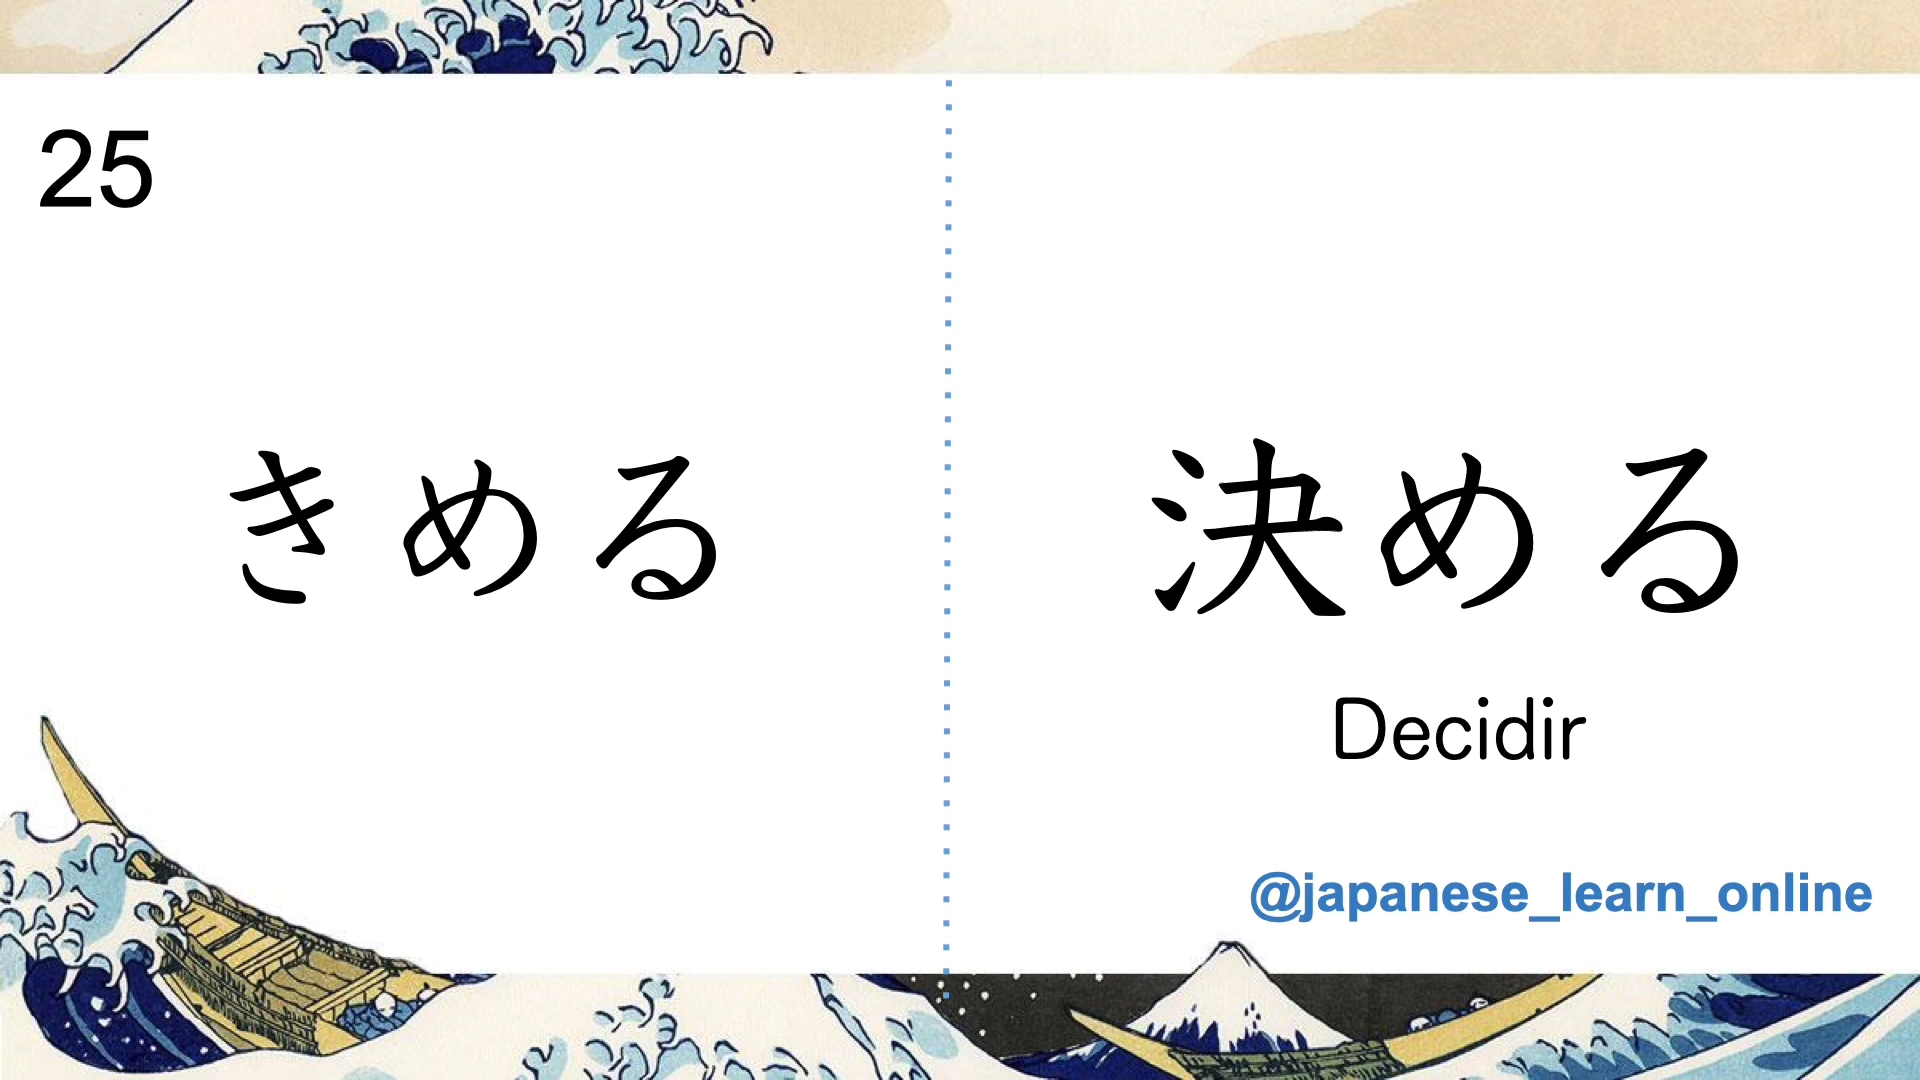 25
きめる
決める
Decidir
@japanese_learn_online